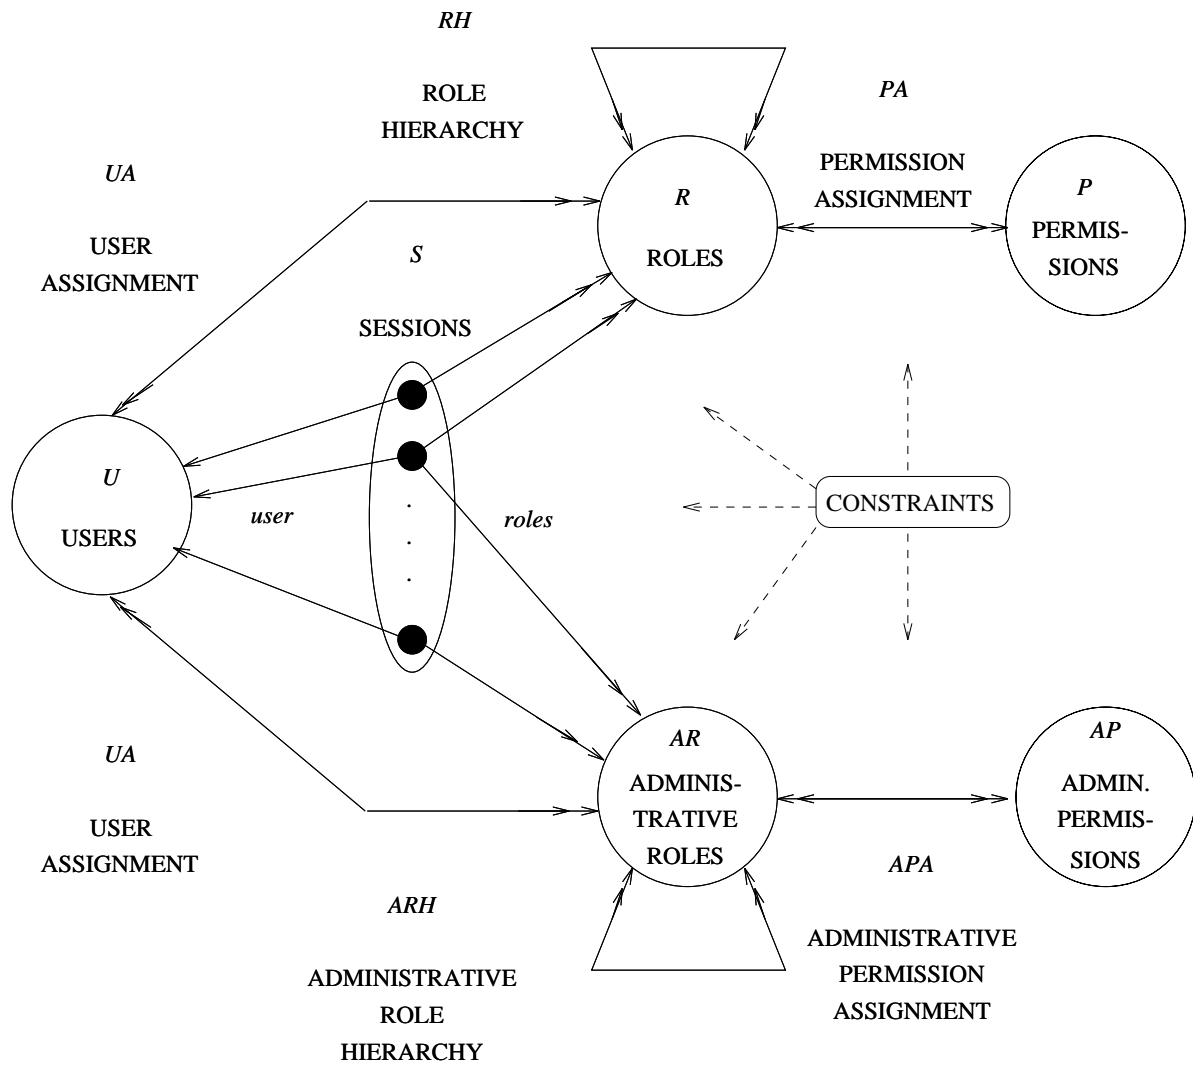 RH
ROLE
HIERARCHY
PA
PERMISSION
ASSIGNMENT
UA
USER
ASSIGNMENT
R
ROLES
P
PERMIS-
SIONS
S
SESSIONS
U
USERS
user
roles
CONSTRAINTS
UA
USER
ASSIGNMENT
AR
ADMINIS-
TRATIVE
ROLES
AP
ADMIN.
PERMIS-
SIONS
ARH
ADMINISTRATIVE
ROLE
HIERARCHY
APA
ADMINISTRATIVE
PERMISSION
ASSIGNMENT